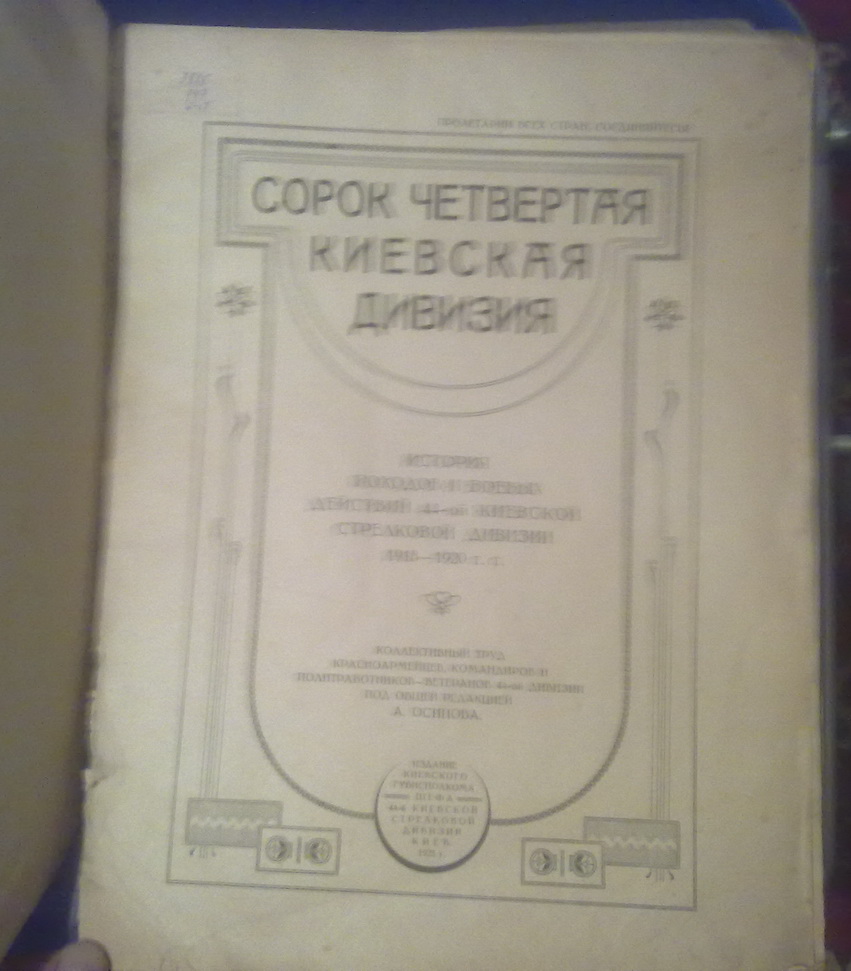 ПРОЛЕТАРИИ ВСЕХ СТРАН, СОЕДИНЯЙТЕСЬ!
СОРОК ЧЕТВЕРТАЯ
КИЕВСКАЯ
ДИВИЗИЯ
ИСТОРИЯ
ПОХОДОВ И БОЕВЫХ
ДЕЙСТВИЙ 44-ой КИЕВСКОЙ
СТРЕЛКОВОЙ ДИВИЗИИ
1918—1920 г. г.
КОЛЛЕКТИВНЫЙ ТРУД
КРАСНОАРМЕЙЦЕВ, КОМАНДИРОВ И
ПОЛИТРАБОТНИКОВ—ВЕТЕРАНОВ 44-ой ДИВИЗИИ
ПОД ОБЩЕЙ РЕДАКЦИЕЙ
А. ОСИПОВА.
ИЗДАНИЕ
КИЕВСКОГО
ГУБИСПОЛКОМА
ШЕФА
44-й КИЕВСКОЙ
СТРЕЛКОВОЙ
ДИВИЗИИ
КИЕВ